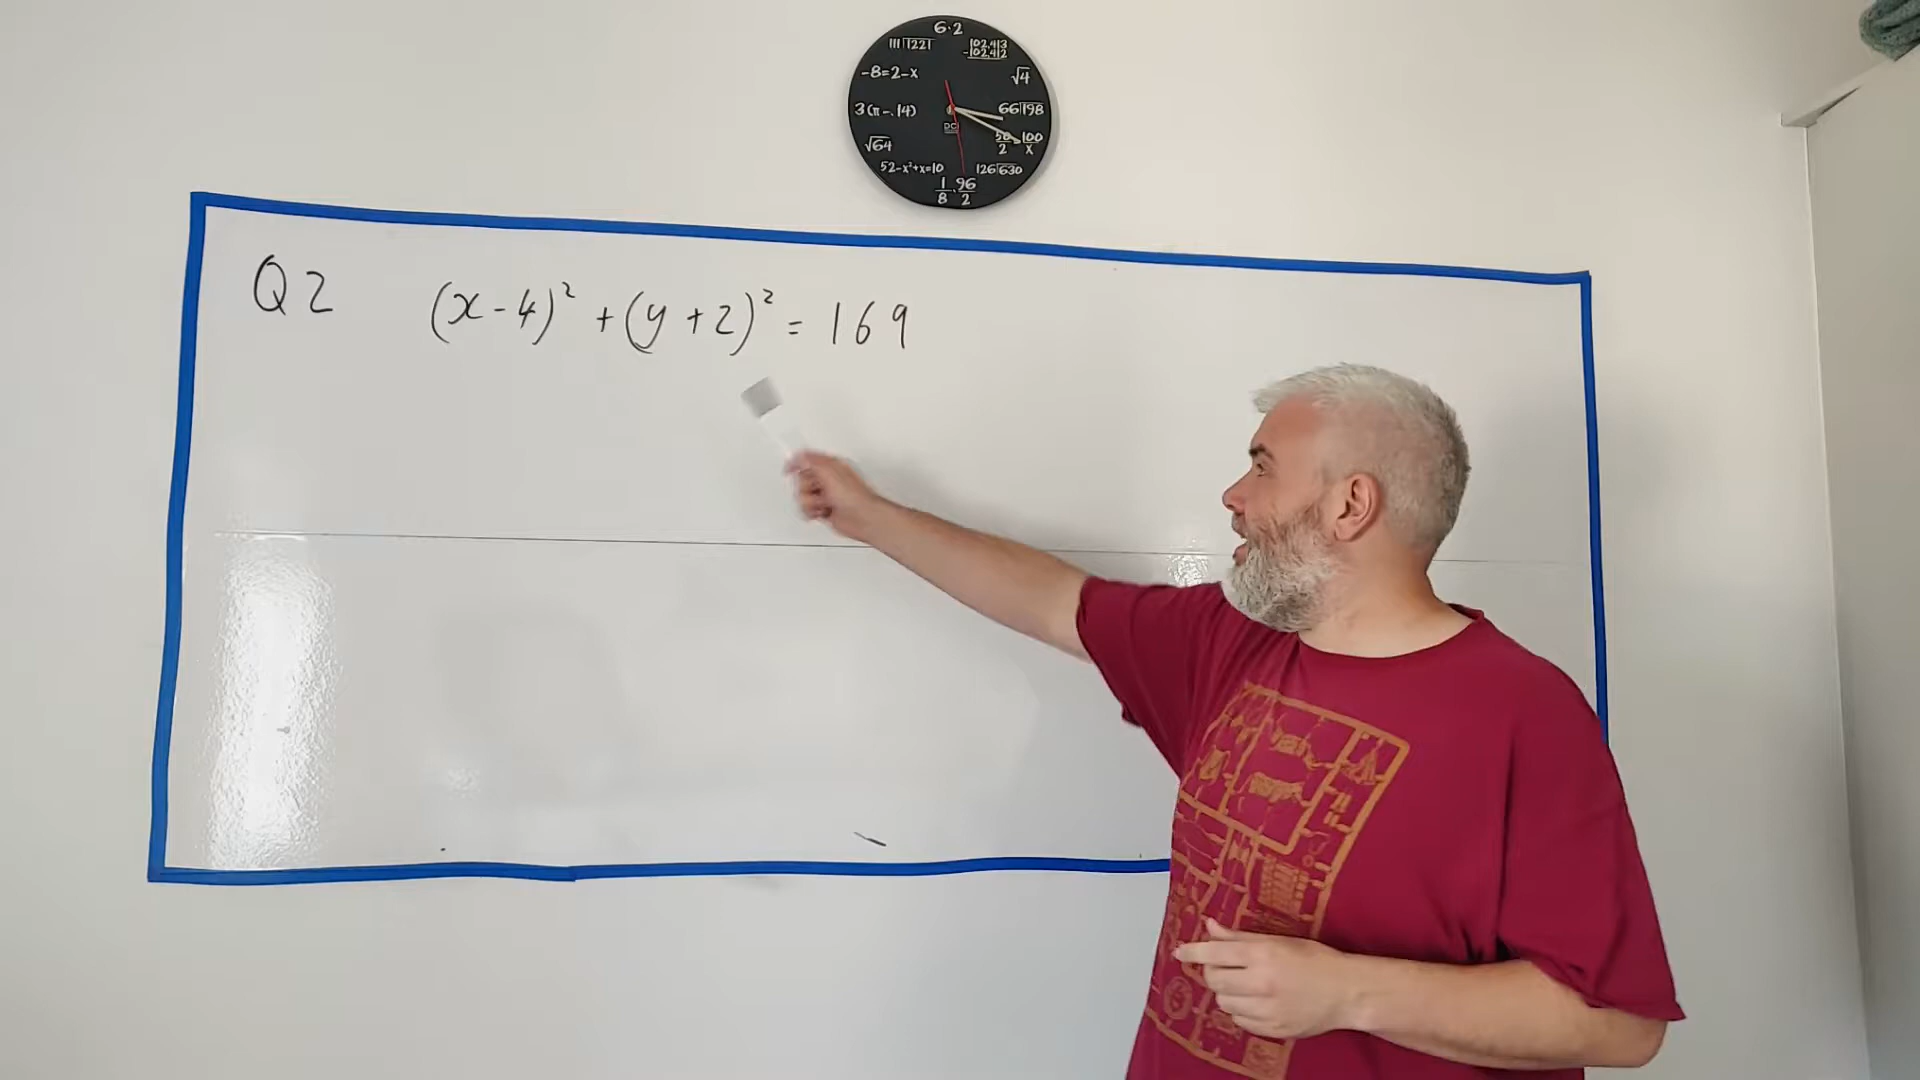 6·2
111⟌1221
102,413
-102,412
-8=2-x
√4
3(π-.14)
66⟌198
50/2 · 100/x
√64
52-x²+x=10
126⟌630
1/8 · 96/2
Q2 (x-4)² + (y+2)² = 169